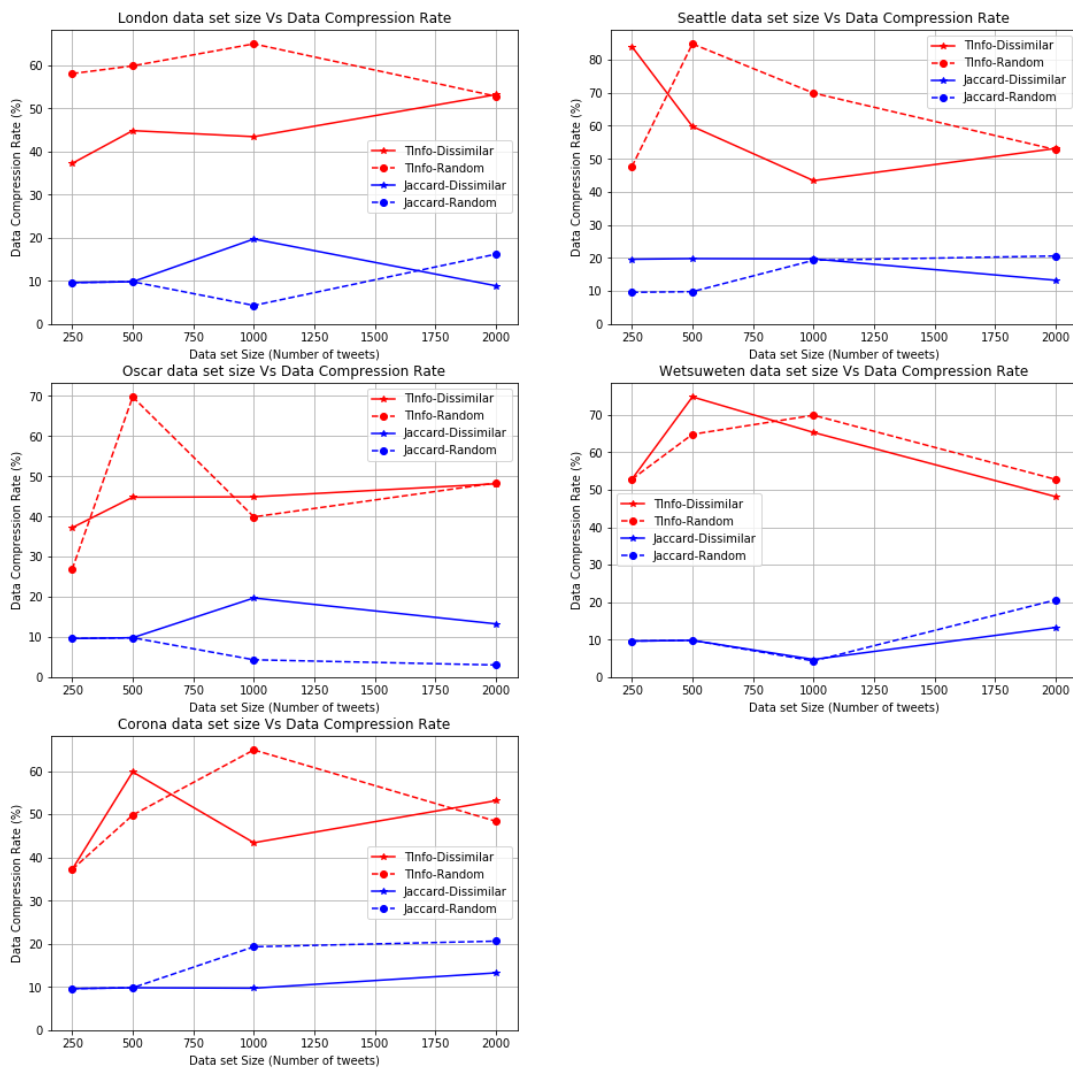 London data set size Vs Data Compression Rate
Data Compression Rate (%)
60
50
40
30
20
10
0
TInfo-Dissimilar
TInfo-Random
Jaccard-Dissimilar
Jaccard-Random
250 500 750 1000 1250 1500 1750 2000
Data set Size (Number of tweets)
Seattle data set size Vs Data Compression Rate
Data Compression Rate (%)
80
70
60
50
40
30
20
10
0
TInfo-Dissimilar
TInfo-Random
Jaccard-Dissimilar
Jaccard-Random
250 500 750 1000 1250 1500 1750 2000
Data set Size (Number of tweets)
Oscar data set size Vs Data Compression Rate
Data Compression Rate (%)
70
60
50
40
30
20
10
0
TInfo-Dissimilar
TInfo-Random
Jaccard-Dissimilar
Jaccard-Random
250 500 750 1000 1250 1500 1750 2000
Data set Size (Number of tweets)
Wetsuweten data set size Vs Data Compression Rate
Data Compression Rate (%)
70
60
50
40
30
20
10
0
TInfo-Dissimilar
TInfo-Random
Jaccard-Dissimilar
Jaccard-Random
250 500 750 1000 1250 1500 1750 2000
Data set Size (Number of tweets)
Corona data set size Vs Data Compression Rate
Data Compression Rate (%)
60
50
40
30
20
10
0
TInfo-Dissimilar
TInfo-Random
Jaccard-Dissimilar
Jaccard-Random
250 500 750 1000 1250 1500 1750 2000
Data set Size (Number of tweets)